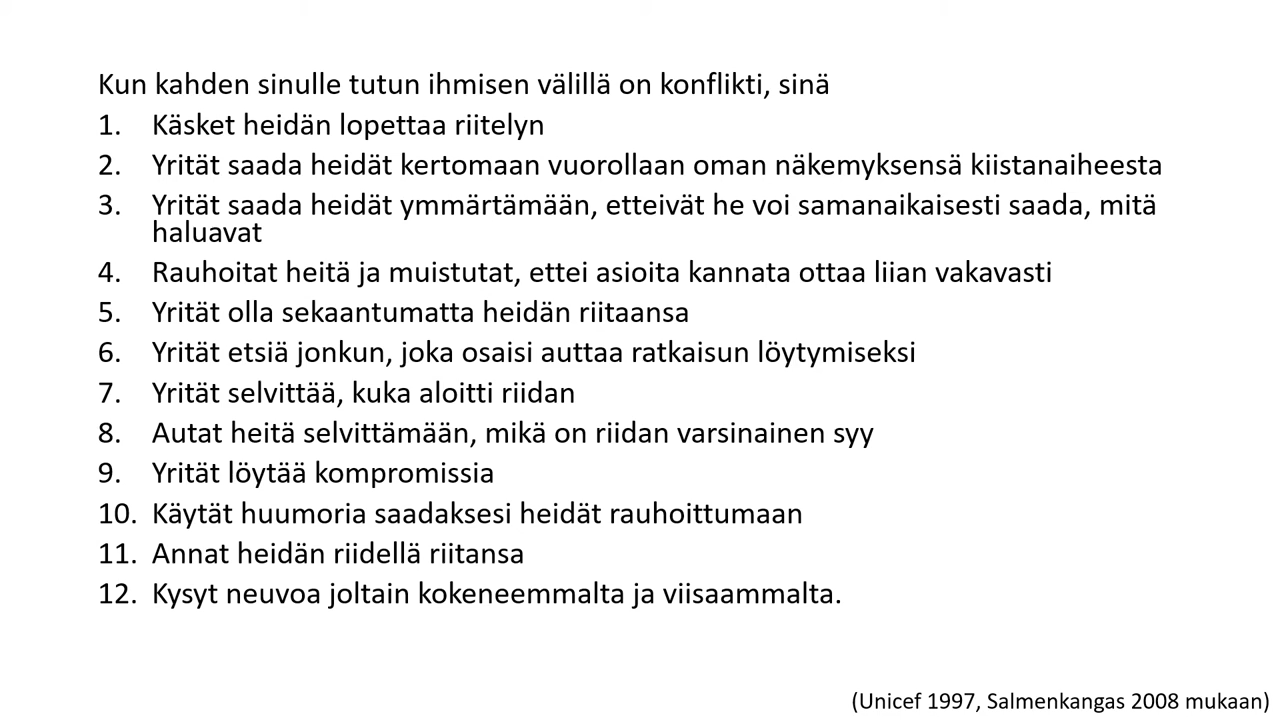 Kun kahden sinulle tutun ihmisen välillä on konflikti, sinä
1. Käsket heidän lopettaa riitelyn
2. Yrität saada heidät kertomaan vuorollaan oman näkemyksensä kiistanaiheesta
3. Yrität saada heidät ymmärtämään, etteivät he voi samanaikaisesti saada, mitä
haluavat
4. Rauhoitat heitä ja muistutat, ettei asioita kannata ottaa liian vakavasti
5. Yrität olla sekaantumatta heidän riitaansa
6. Yrität etsiä jonkun, joka osaisi auttaa ratkaisun löytymiseksi
7. Yrität selvittää, kuka aloitti riidan
8. Autat heitä selvittämään, mikä on riidan varsinainen syy
9. Yrität löytää kompromissia
10. Käytät huumoria saadaksesi heidät rauhoittumaan
11. Annat heidän riidellä riitansa
12. Kysyt neuvoa joltain kokeneemmalta ja viisaammalta.
(Unicef 1997, Salmenkangas 2008 mukaan)